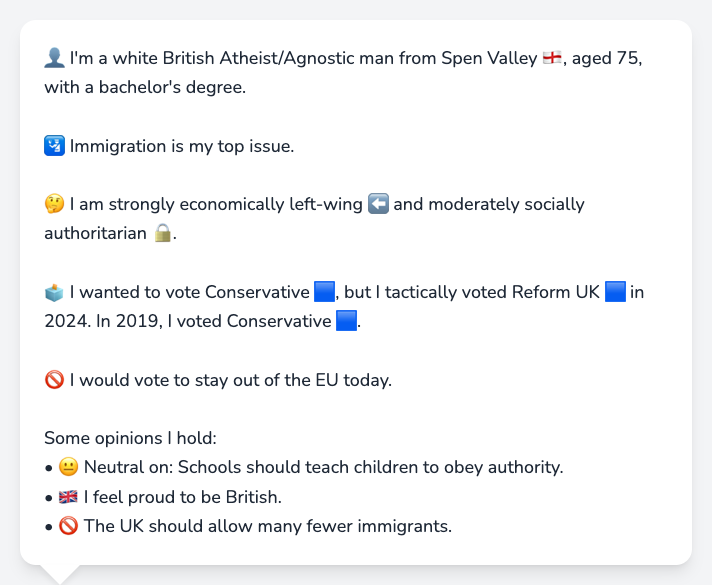 👤 I'm a white British Atheist/Agnostic man from Spen Valley 🏴󠁧󠁢󠁥󠁮󠁧󠁿, aged 75,
with a bachelor's degree.
🛂 Immigration is my top issue.
🤔 I am strongly economically left-wing ⬅️ and moderately socially
authoritarian 🔒.
🗳️ I wanted to vote Conservative 🟦, but I tactically voted Reform UK 🟦 in
2024. In 2019, I voted Conservative 🟦.
🚫 I would vote to stay out of the EU today.
Some opinions I hold:
• 😐 Neutral on: Schools should teach children to obey authority.
• 🇬🇧 I feel proud to be British.
• 🚫 The UK should allow many fewer immigrants.